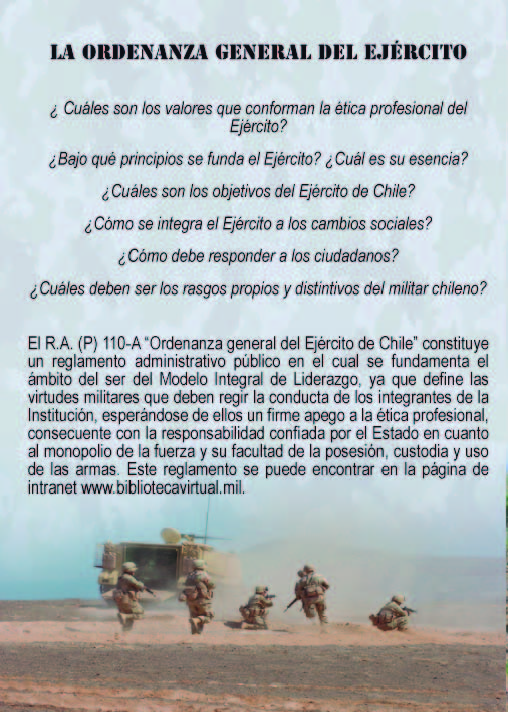 LA ORDENANZA GENERAL DEL EJÉRCITO
¿ Cuáles son los valores que conforman la ética profesional del
Ejército?
¿Bajo qué principios se funda el Ejército? ¿Cuál es su esencia?
¿Cuáles son los objetivos del Ejército de Chile?
¿Cómo se integra el Ejército a los cambios sociales?
¿Cómo debe responder a los ciudadanos?
¿Cuáles deben ser los rasgos propios y distintivos del militar chileno?
El R.A. (P) 110-A “Ordenanza general del Ejército de Chile” constituye
un reglamento administrativo público en el cual se fundamenta el
ámbito del ser del Modelo Integral de Liderazgo, ya que define las
virtudes militares que deben regir la conducta de los integrantes de la
Institución, esperándose de ellos un firme apego a la ética profesional,
consecuente con la responsabilidad confiada por el Estado en cuanto
al monopolio de la fuerza y su facultad de la posesión, custodia y uso
de las armas. Este reglamento se puede encontrar en la página de
intranet www.bibliotecavirtual.mil.